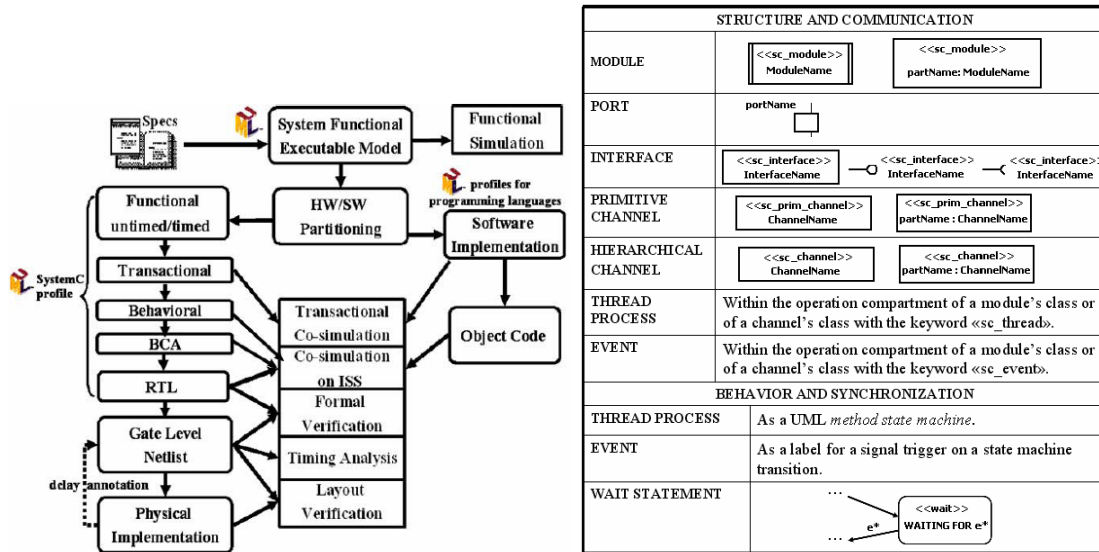 Specs
System Functional
Executable Model
Functional
Simulation
UML
profiles for
programming languages
Functional
untimed/timed
HW/SW
Partitioning
Software
Implementation
UML
SystemC
profile
Transactional
Behavioral
BCA
RTL
Transactional
Co-simulation
Co-simulation
on ISS
Formal
Verification
Timing Analysis
Layout
Verification
Object Code
Gate Level
Netlist
delay annotation
Physical
Implementation
STRUCTURE AND COMMUNICATION
MODULE
<<sc_module>>
ModuleName
<<sc_module>>
partName: ModuleName
PORT
portName
INTERFACE
<<sc_interface>>
InterfaceName
<<sc_interface>>
InterfaceName
<<sc_interface>
InterfaceName
PRIMITIVE
CHANNEL
<<sc_prim_channel>>
ChannelName
<<sc_prim_channel>>
partName : ChannelName
HIERARCHICAL
CHANNEL
<<sc_channel>>
ChannelName
<<sc_channel>>
partName : ChannelName
THREAD
PROCESS
Within the operation compartment of a module's class or
of a channel's class with the keyword «sc_thread».
EVENT
Within the operation compartment of a module's class or
of a channel's class with the keyword «sc_event».
BEHAVIOR AND SYNCHRONIZATION
THREAD PROCESS
As a UML method state machine.
EVENT
As a label for a signal trigger on a state machine
transition.
WAIT STATEMENT
...
<<wait>>
WAITING FOR e*
e*
...